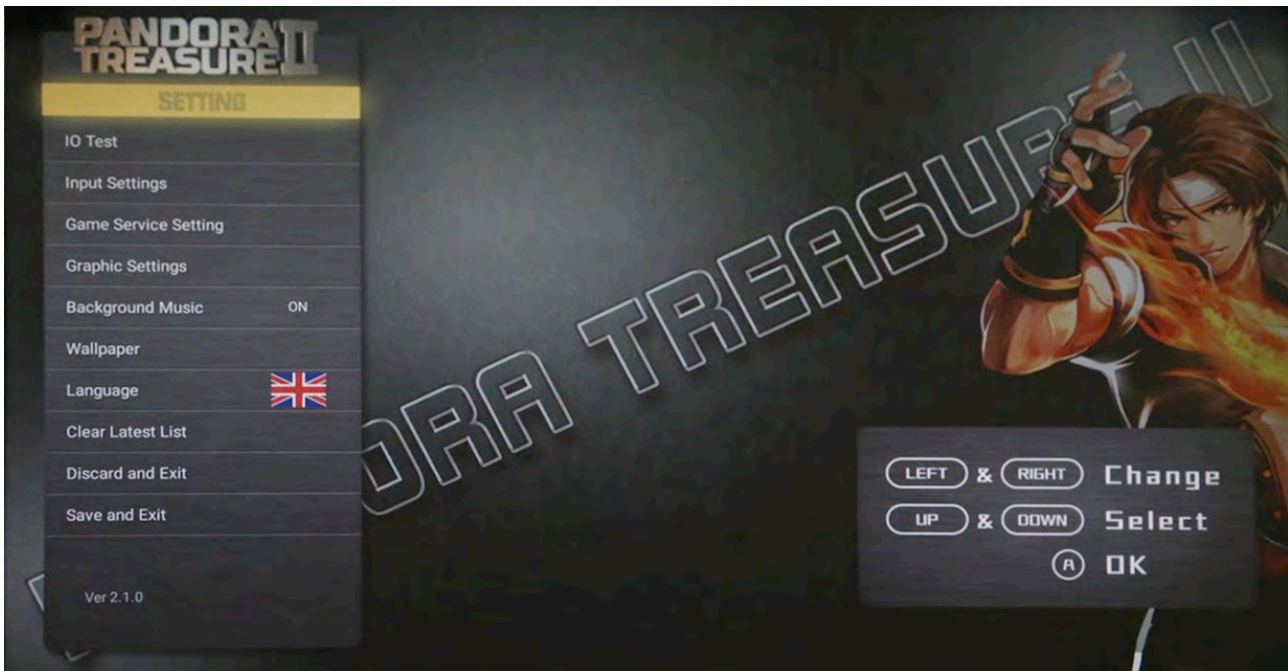 PANDORA TREASURE II
SETTING
IO Test
Input Settings
Game Service Setting
Graphic Settings
Background Music ON
Wallpaper
Language
Clear Latest List
Discard and Exit
Save and Exit
Ver 2.1.0
ORA TREASURE II
LEFT & RIGHT Change
UP & DOWN Select
A OK